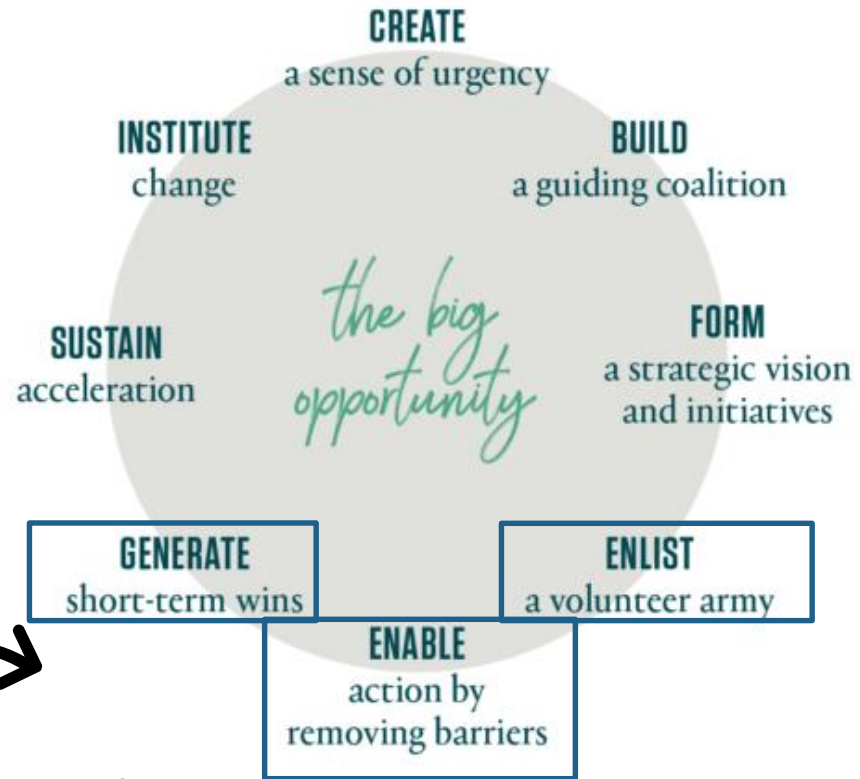 CREATE
a sense of urgency
BUILD
a guiding coalition
FORM
a strategic vision
and initiatives
ENLIST
a volunteer army
ENABLE
action by
removing barriers
GENERATE
short-term wins
SUSTAIN
acceleration
INSTITUTE
change
the big
opportunity